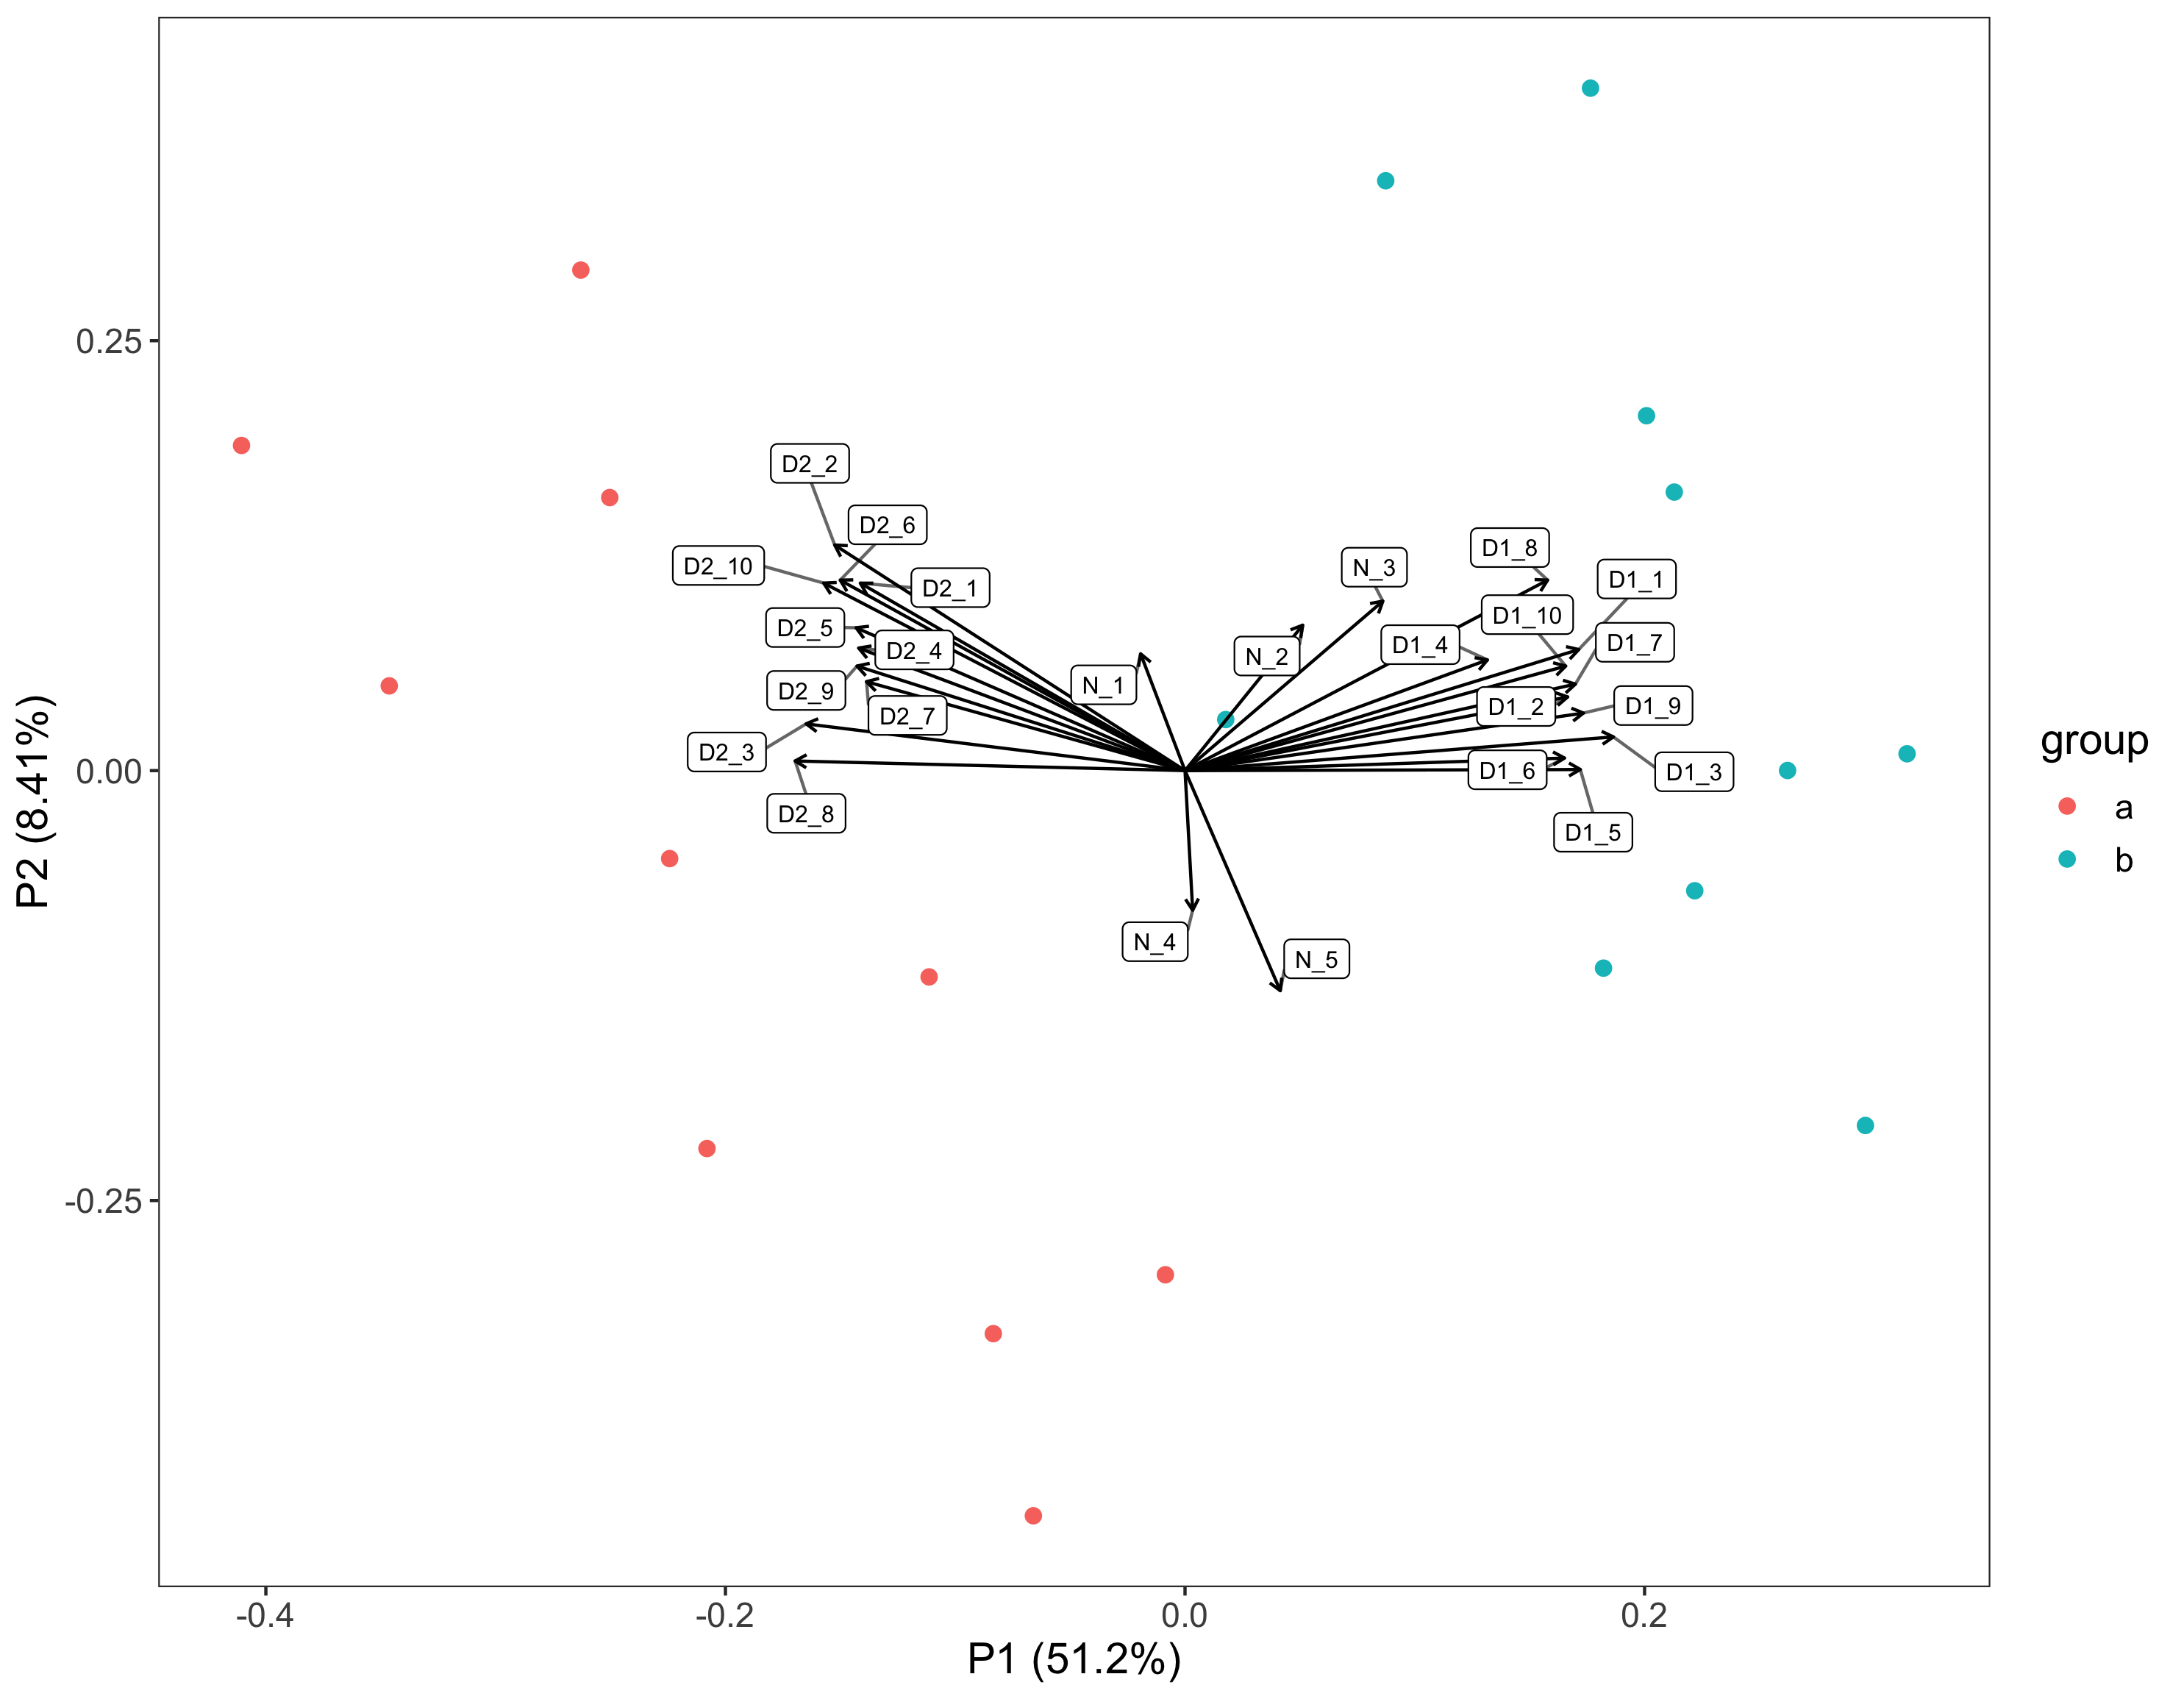 P2 (8.41%)
0.25
0.00
-0.25
D2_2
D2_6
D2_10
D2_1
D2_5
D2_4
D2_9
D2_7
D2_3
D2_8
N_1
N_2
N_3
N_4
N_5
D1_8
D1_1
D1_10
D1_4
D1_7
D1_2
D1_9
D1_6
D1_3
D1_5
-0.4
-0.2
0.0
0.2
P1 (51.2%)
group
a
b